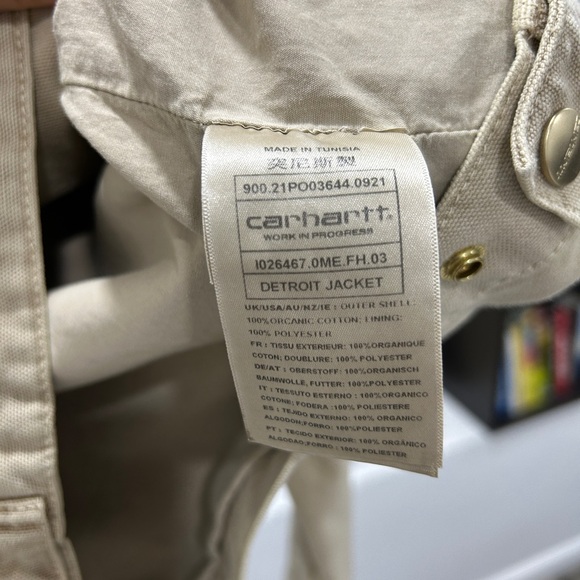 MADE IN TUNISIA
突尼斯製
900.21PO03644.0921
carhartt.
WORK IN PROGRESS
I026467.0ME.FH.03
DETROIT JACKET
UK/USA/AU/NZ/IE : OUTER SHELL:
100%ORGANIC COTTON: LINING:
100% POLYESTER
FR : TISSU EXTERIEUR: 100%ORGANIQUE
COTON: DOUBLURE: 100% POLYESTER
DE/AT : OBERSTOFF: 100%ORGANISCH
BAUMWOLLE, FUTTER: 100% POLYESTER
IT : TESSUTO ESTERNO : 100% ORGANICO
COTONE: FODERA :100% POLIESTERE
ES : TEJIDO EXTERNO: 100% ORGANICO
ALGODON;FORRO: 100% POLIESTER
PT : TECIDO EXTERIOR: 100% ORGÂNICO
ALGODÃO;FORRO : 100% POLIESTER